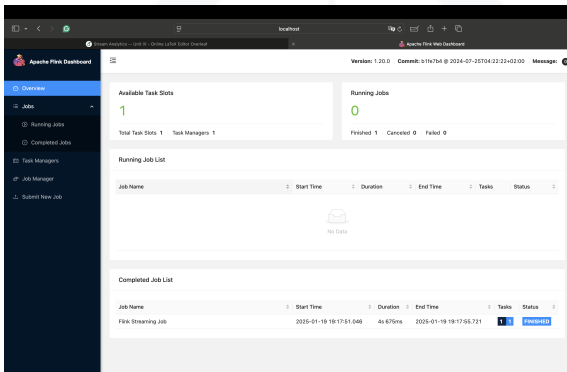 localhost
Stream Analytics -- Unit III - Online LaTeX Editor Overleaf
Apache Flink Web Dashboard
Apache Flink Dashboard
Version: 1.20.0 Commit: b1fe7b4 @ 2024-07-25T04:22:22+02:00 Message: 0
Overview
Jobs
Running Jobs
Completed Jobs
Task Managers
Job Manager
Submit New Job
Available Task Slots
1
Total Task Slots 1 Task Managers 1
Running Jobs
0
Finished 1 Canceled 0 Failed 0
Running Job List
Job Name Start Time Duration End Time Tasks Status
No Data
Completed Job List
Job Name Start Time Duration End Time Tasks Status
Flink Streaming Job 2025-01-19 19:17:51.046 4s 675ms 2025-01-19 19:17:55.721 1 1 FINISHED